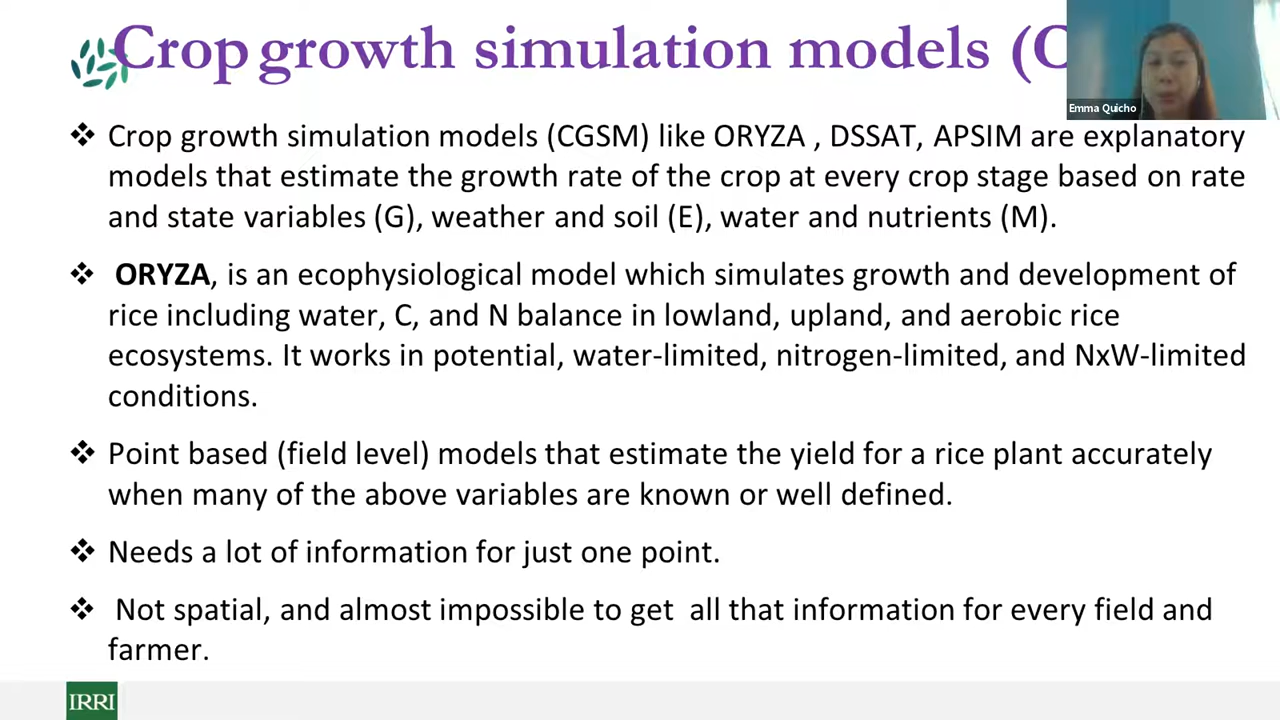 Crop growth simulation models (C
Emma Quicho
❖ Crop growth simulation models (CGSM) like ORYZA , DSSAT, APSIM are explanatory
models that estimate the growth rate of the crop at every crop stage based on rate
and state variables (G), weather and soil (E), water and nutrients (M).
❖ ORYZA, is an ecophysiological model which simulates growth and development of
rice including water, C, and N balance in lowland, upland, and aerobic rice
ecosystems. It works in potential, water-limited, nitrogen-limited, and NxW-limited
conditions.
❖ Point based (field level) models that estimate the yield for a rice plant accurately
when many of the above variables are known or well defined.
❖ Needs a lot of information for just one point.
❖ Not spatial, and almost impossible to get all that information for every field and
farmer.
IRRI